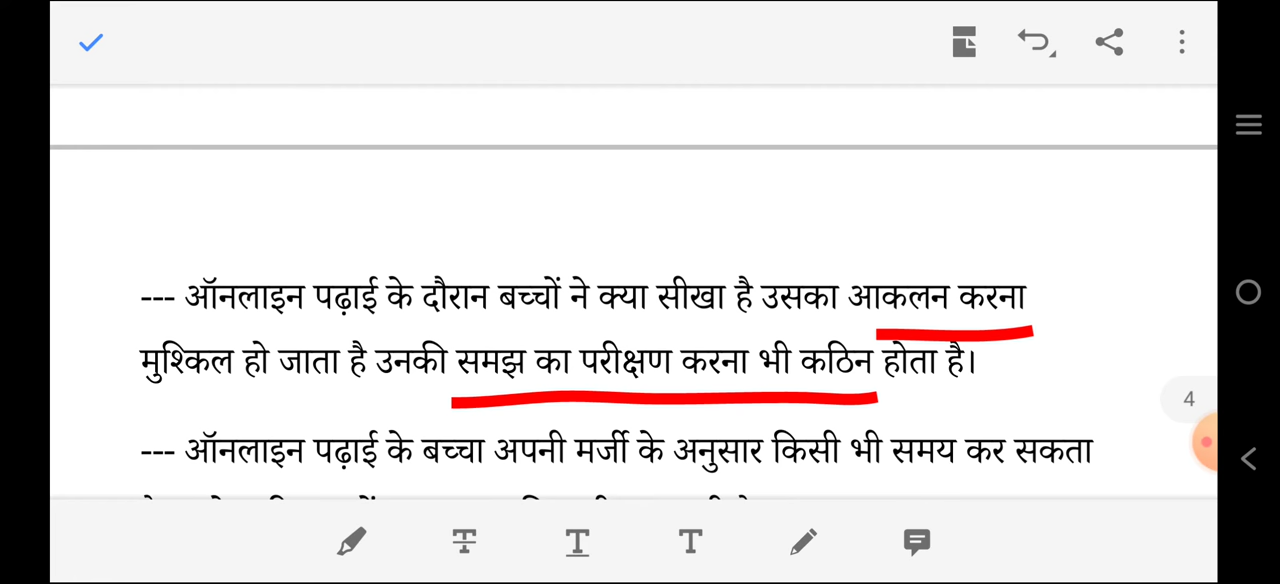 --- ऑनलाइन पढ़ाई के दौरान बच्चों ने क्या सीखा है उसका आकलन करना
मुश्किल हो जाता है उनकी समझ का परीक्षण करना भी कठिन होता है।
4
--- ऑनलाइन पढ़ाई के बच्चा अपनी मर्जी के अनुसार किसी भी समय कर सकता